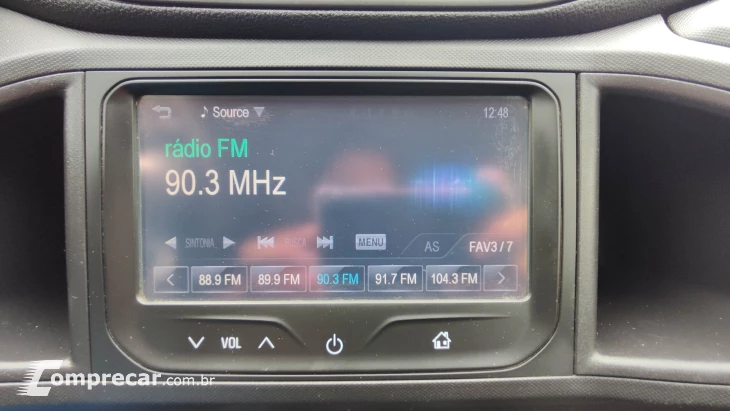 ♪ Source ▼ 12:48
rádio FM
90.3 MHz
SINTONIA BUSCA MENU AS FAV3 / 7
88.9 FM 89.9 FM 90.3 FM 91.7 FM 104.3 FM
VOL
Comprecar.com.br